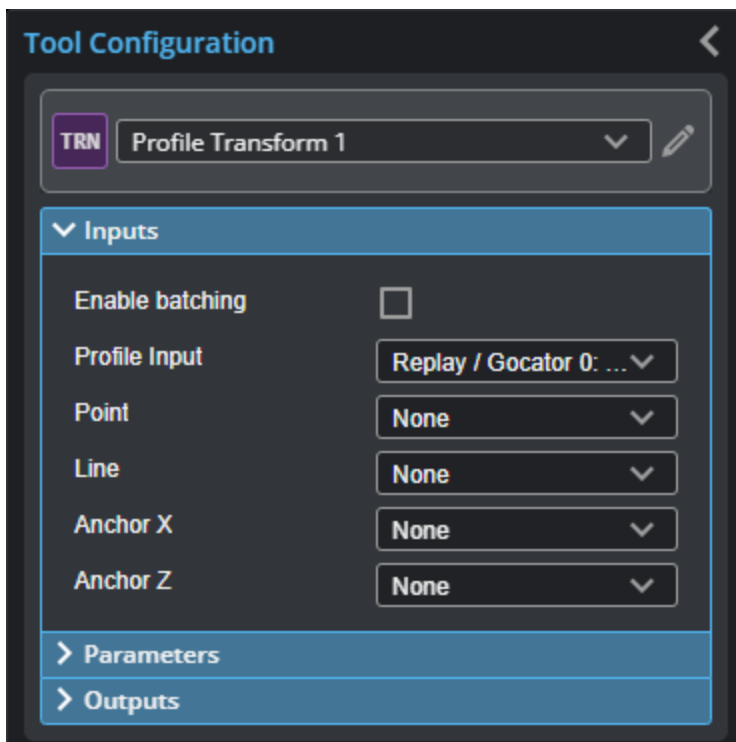 Tool Configuration
TRN Profile Transform 1
Inputs
Enable batching
Profile Input Replay / Gocator 0: ...
Point None
Line None
Anchor X None
Anchor Z None
Parameters
Outputs